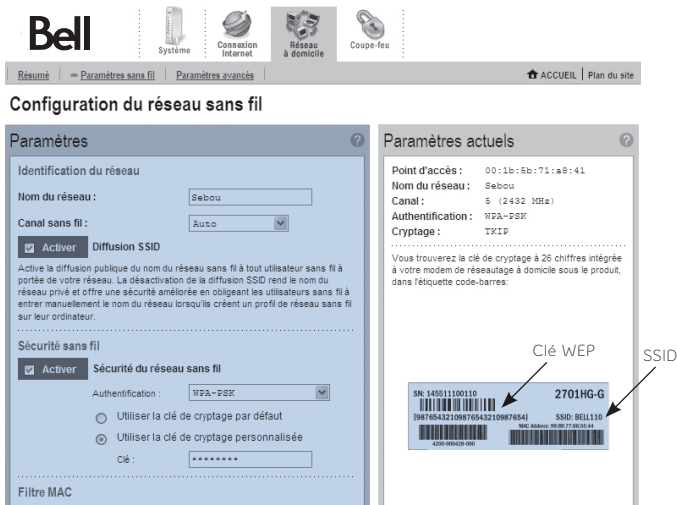 Bell
Système
Connexion Internet
Réseau à domicile
Coupe-feu
Résumé
Paramètres sans fil
Paramètres avancés
ACCUEIL
Plan du site
Configuration du réseau sans fil
Paramètres
?
Identification du réseau
Nom du réseau :
Sebou
Canal sans fil :
Auto
Activer
Diffusion SSID
Active la diffusion publique du nom du réseau sans fil à tout utilisateur sans fil à
portée de votre réseau. La désactivation de la diffusion SSID rend le nom du
réseau privé et offre une sécurité améliorée en obligeant les utilisateurs sans fil à
entrer manuellement le nom du réseau lorsqu'ils créent un profil de réseau sans fil
sur leur ordinateur.
Sécurité sans fil
Activer
Sécurité du réseau sans fil
Authentification :
WPA-PSK
Utiliser la clé de cryptage par défaut
Utiliser la clé de cryptage personnalisée
Clé :
********
Filtre MAC
Paramètres actuels
?
Point d'accès : 00:1b:5b:71:a8:41
Nom du réseau : Sebou
Canal : 5 (2432 MHz)
Authentification : WPA-PSK
Cryptage : TKIP
Vous trouverez la clé de cryptage à 26 chiffres intégrée
à votre modem de réseautage à domicile sous le produit,
dans l'étiquette code-barres:
Clé WEP
SSID
SN: 145511100110
2701HG-G
[98765432109876543210987654]
SSID: BELL110
4200-000428-000